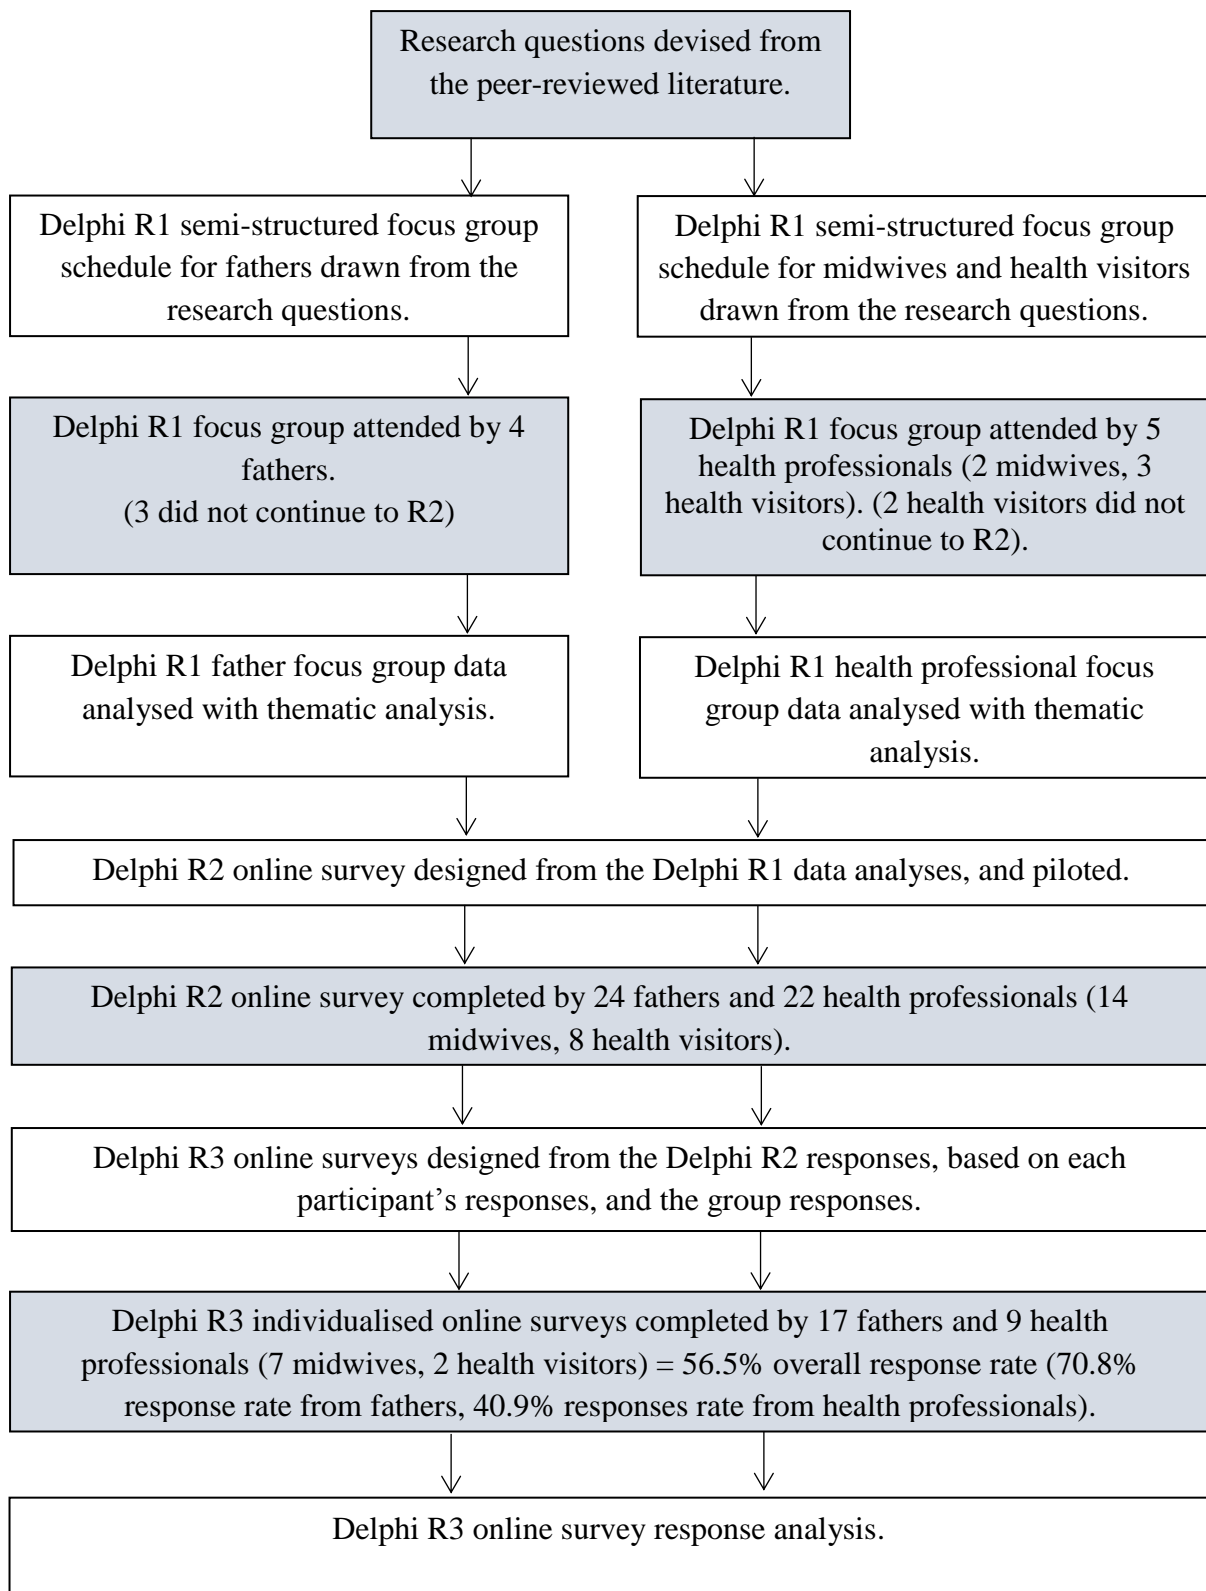 Research questions devised from
the peer-reviewed literature.
Delphi R1 semi-structured focus group
schedule for fathers drawn from the
research questions.
Delphi R1 semi-structured focus group
schedule for midwives and health visitors
drawn from the research questions.
Delphi R1 focus group attended by 4
fathers.
(3 did not continue to R2)
Delphi R1 focus group attended by 5
health professionals (2 midwives, 3
health visitors). (2 health visitors did not
continue to R2).
Delphi R1 father focus group data
analysed with thematic analysis.
Delphi R1 health professional focus
group data analysed with thematic
analysis.
Delphi R2 online survey designed from the Delphi R1 data analyses, and piloted.
Delphi R2 online survey completed by 24 fathers and 22 health professionals (14
midwives, 8 health visitors).
Delphi R3 online surveys designed from the Delphi R2 responses, based on each
participant’s responses, and the group responses.
Delphi R3 individualised online surveys completed by 17 fathers and 9 health
professionals (7 midwives, 2 health visitors) = 56.5% overall response rate (70.8%
response rate from fathers, 40.9% responses rate from health professionals).
Delphi R3 online survey response analysis.